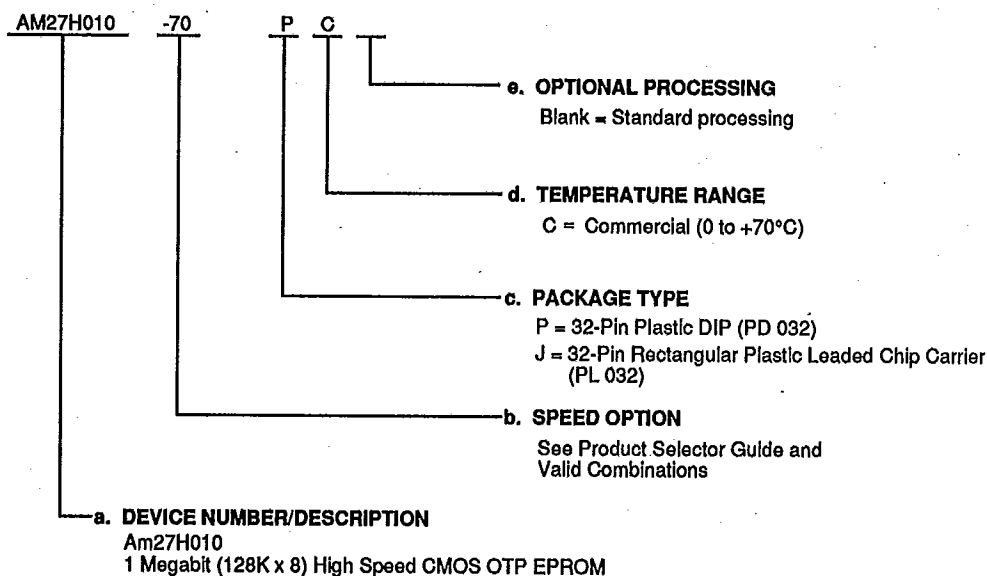 AM27H010 -70 P C
e. OPTIONAL PROCESSING
Blank = Standard processing
d. TEMPERATURE RANGE
C = Commercial (0 to +70°C)
c. PACKAGE TYPE
P = 32-Pin Plastic DIP (PD 032)
J = 32-Pin Rectangular Plastic Leaded Chip Carrier
(PL 032)
b. SPEED OPTION
See Product Selector Guide and
Valid Combinations
a. DEVICE NUMBER/DESCRIPTION
Am27H010
1 Megabit (128K x 8) High Speed CMOS OTP EPROM